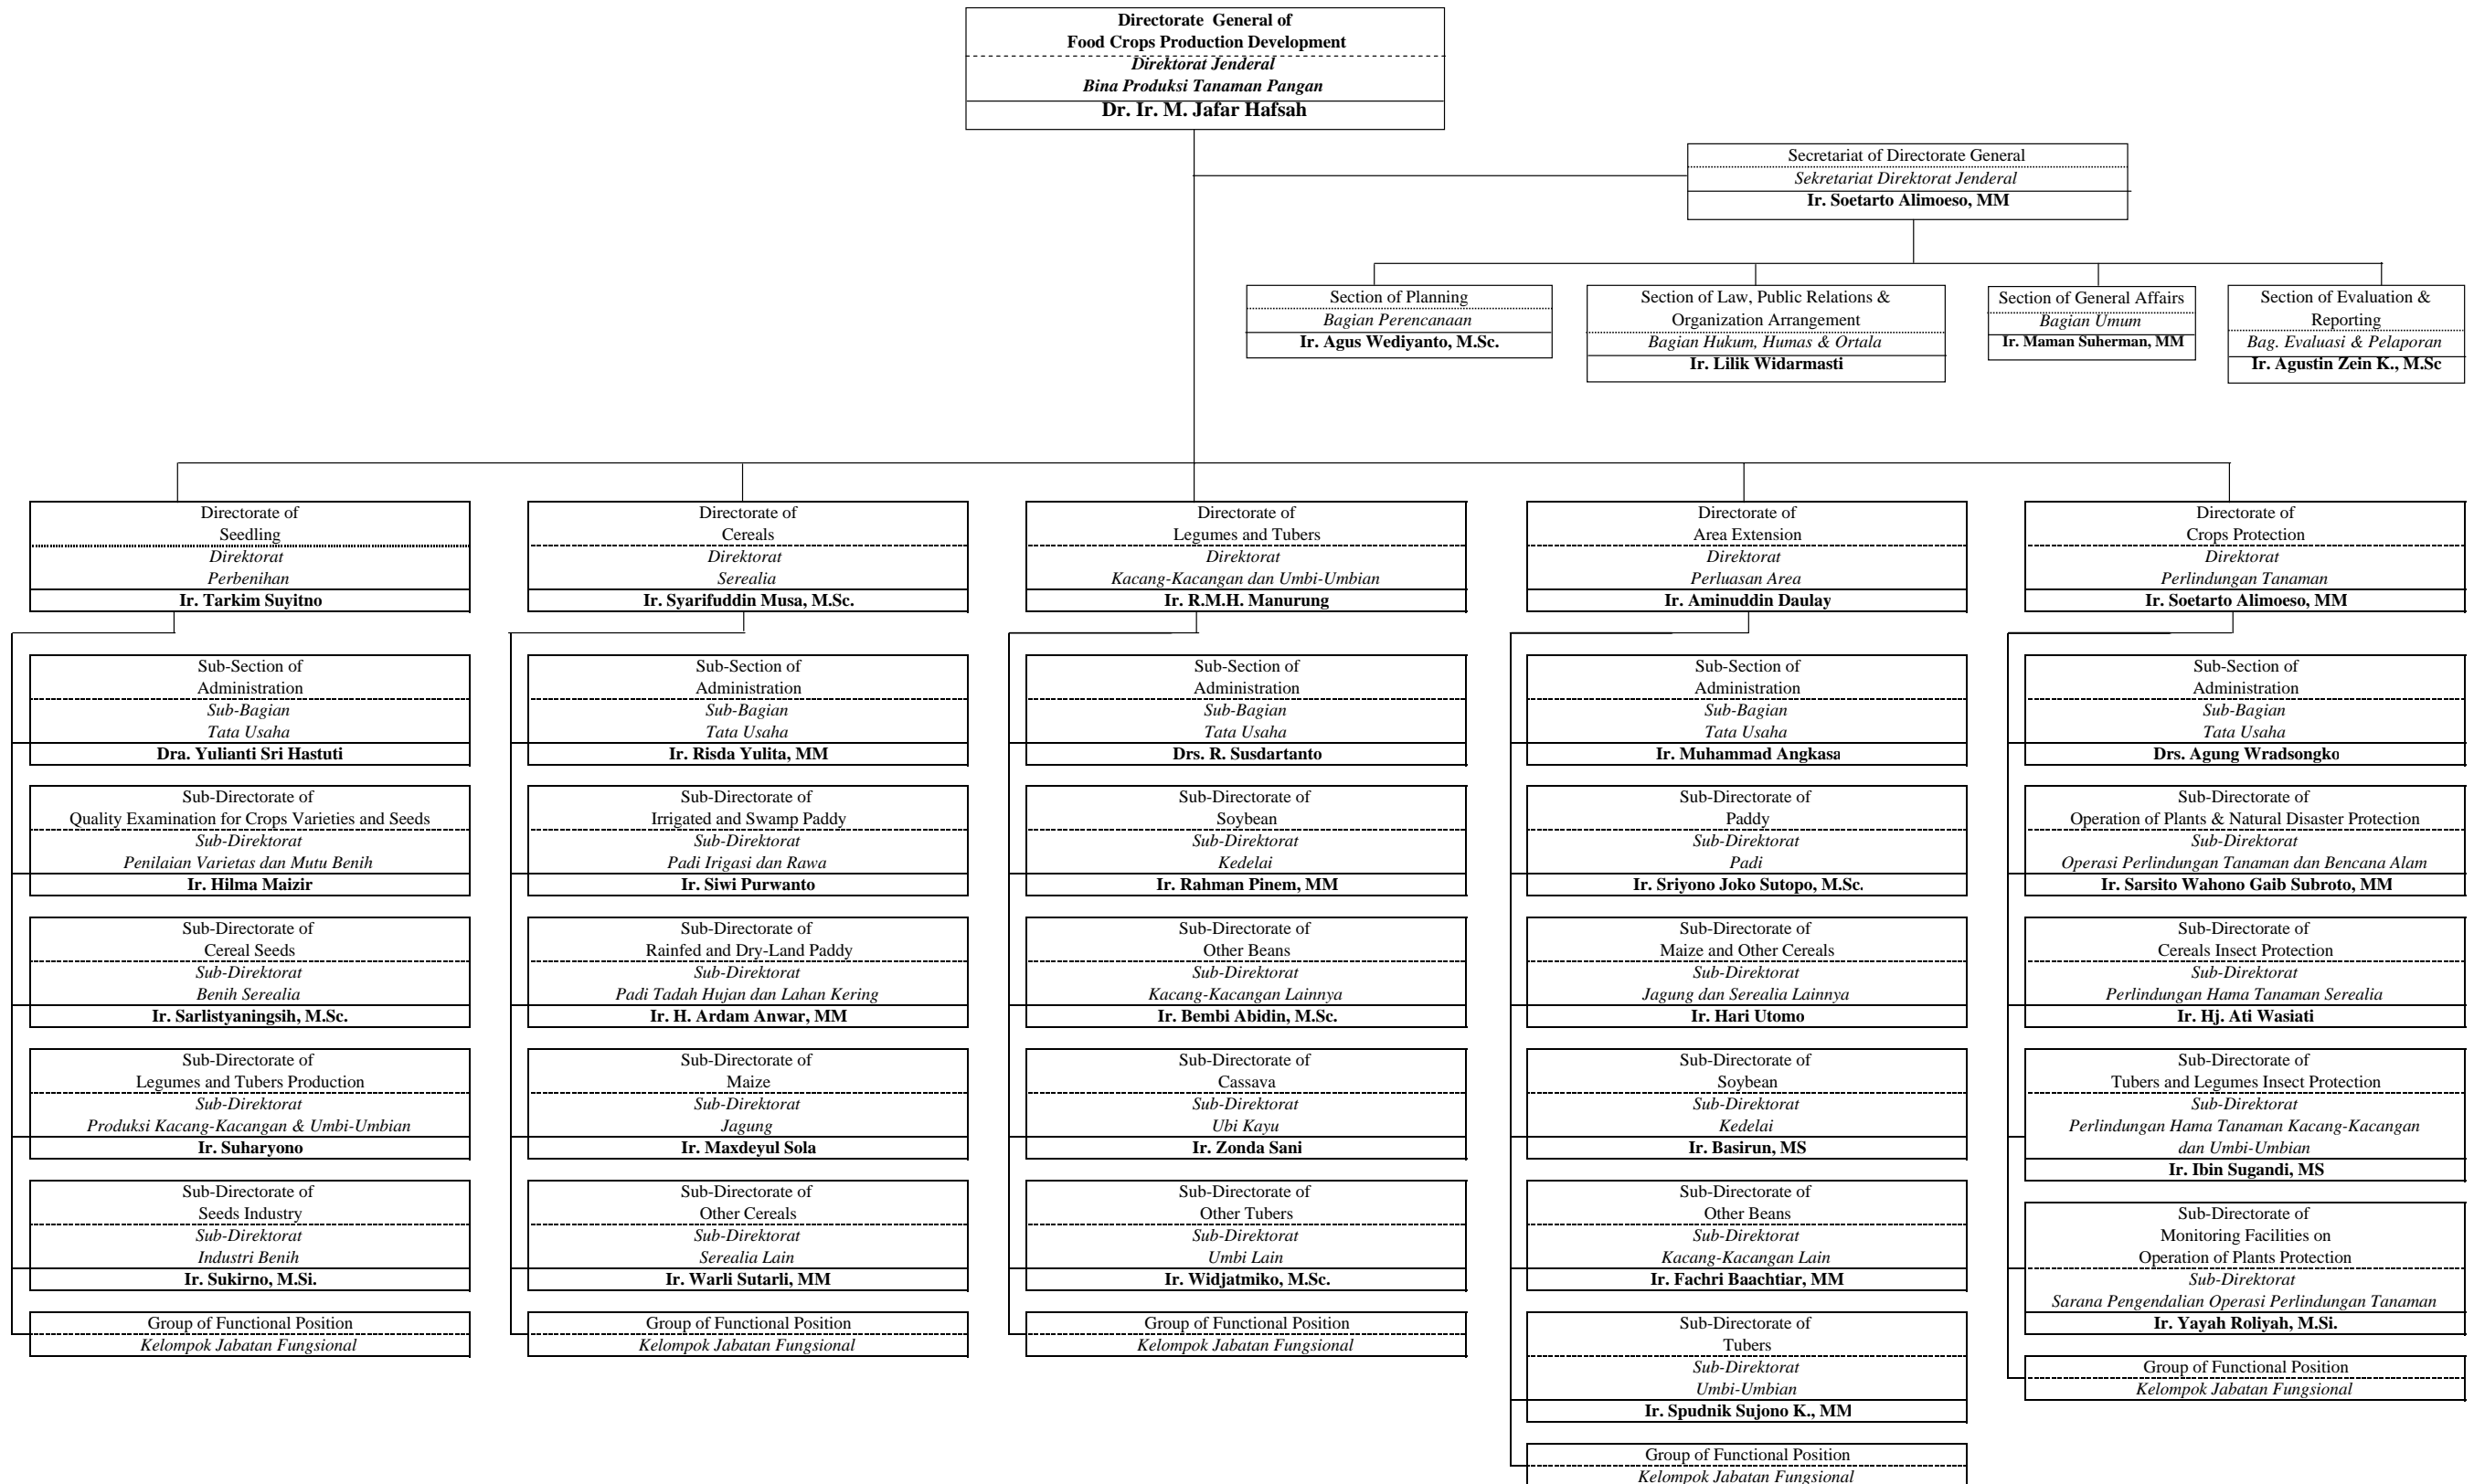 Directorate General of
Food Crops Production Development
Direktorat Jenderal
Bina Produksi Tanaman Pangan
Dr. Ir. M. Jafar Hafsah
Secretariat of Directorate General
Sekretariat Direktorat Jenderal
Ir. Soetarto Alimoeso, MM
Section of Planning
Bagian Perencanaan
Ir. Agus Wediyanto, M.Sc.
Section of Law, Public Relations &
Organization Arrangement
Bagian Hukum, Humas & Ortala
Ir. Lilik Widarmasti
Section of General Affairs
Bagian Umum
Ir. Maman Suherman, MM
Section of Evaluation &
Reporting
Bag. Evaluasi & Pelaporan
Ir. Agustin Zein K., M.Sc
Directorate of
Seedling
Direktorat
Perbenihan
Ir. Tarkim Suyitno
Sub-Section of
Administration
Sub-Bagian
Tata Usaha
Dra. Yulianti Sri Hastuti
Sub-Directorate of
Quality Examination for Crops Varieties and Seeds
Sub-Direktorat
Penilaian Varietas dan Mutu Benih
Ir. Hilma Maizir
Sub-Directorate of
Cereal Seeds
Sub-Direktorat
Benih Serealia
Ir. Sarlistyaningsih, M.Sc.
Sub-Directorate of
Legumes and Tubers Production
Sub-Direktorat
Produksi Kacang-Kacangan & Umbi-Umbian
Ir. Suharyono
Sub-Directorate of
Seeds Industry
Sub-Direktorat
Industri Benih
Ir. Sukirno, M.Si.
Group of Functional Position
Kelompok Jabatan Fungsional
Directorate of
Cereals
Direktorat
Serealia
Ir. Syarifuddin Musa, M.Sc.
Sub-Section of
Administration
Sub-Bagian
Tata Usaha
Ir. Risda Yulita, MM
Sub-Directorate of
Irrigated and Swamp Paddy
Sub-Direktorat
Padi Irigasi dan Rawa
Ir. Siwi Purwanto
Sub-Directorate of
Rainfed and Dry-Land Paddy
Sub-Direktorat
Padi Tadah Hujan dan Lahan Kering
Ir. H. Ardam Anwar, MM
Sub-Directorate of
Maize
Sub-Direktorat
Jagung
Ir. Maxdeyul Sola
Sub-Directorate of
Other Cereals
Sub-Direktorat
Serealia Lain
Ir. Warli Sutarli, MM
Group of Functional Position
Kelompok Jabatan Fungsional
Directorate of
Legumes and Tubers
Direktorat
Kacang-Kacangan dan Umbi-Umbian
Ir. R.M.H. Manurung
Sub-Section of
Administration
Sub-Bagian
Tata Usaha
Drs. R. Susdartanto
Sub-Directorate of
Soybean
Sub-Direktorat
Kedelai
Ir. Rahman Pinem, MM
Sub-Directorate of
Other Beans
Sub-Direktorat
Kacang-Kacangan Lainnya
Ir. Bembi Abidin, M.Sc.
Sub-Directorate of
Cassava
Sub-Direktorat
Ubi Kayu
Ir. Zonda Sani
Sub-Directorate of
Other Tubers
Sub-Direktorat
Umbi Lain
Ir. Widjatmiko, M.Sc.
Group of Functional Position
Kelompok Jabatan Fungsional
Directorate of
Area Extension
Direktorat
Perluasan Area
Ir. Aminuddin Daulay
Sub-Section of
Administration
Sub-Bagian
Tata Usaha
Ir. Muhammad Angkasa
Sub-Directorate of
Paddy
Sub-Direktorat
Padi
Ir. Sriyono Joko Sutopo, M.Sc.
Sub-Directorate of
Maize and Other Cereals
Sub-Direktorat
Jagung dan Serealia Lainnya
Ir. Hari Utomo
Sub-Directorate of
Soybean
Sub-Direktorat
Kedelai
Ir. Basirun, MS
Sub-Directorate of
Other Beans
Sub-Direktorat
Kacang-Kacangan Lain
Ir. Fachri Baachtiar, MM
Sub-Directorate of
Tubers
Sub-Direktorat
Umbi-Umbian
Ir. Spudnik Sujono K., MM
Group of Functional Position
Kelompok Jabatan Fungsional
Directorate of
Crops Protection
Direktorat
Perlindungan Tanaman
Ir. Soetarto Alimoeso, MM
Sub-Section of
Administration
Sub-Bagian
Tata Usaha
Drs. Agung Wradsongko
Sub-Directorate of
Operation of Plants & Natural Disaster Protection
Sub-Direktorat
Operasi Perlindungan Tanaman dan Bencana Alam
Ir. Sarsito Wahono Gaib Subroto, MM
Sub-Directorate of
Cereals Insect Protection
Sub-Direktorat
Perlindungan Hama Tanaman Serealia
Ir. Hj. Ati Wasiati
Sub-Directorate of
Tubers and Legumes Insect Protection
Sub-Direktorat
Perlindungan Hama Tanaman Kacang-Kacangan
dan Umbi-Umbian
Ir. Ibin Sugandi, MS
Sub-Directorate of
Monitoring Facilities on
Operation of Plants Protection
Sub-Direktorat
Sarana Pengendalian Operasi Perlindungan Tanaman
Ir. Yayah Roliyah, M.Si.
Group of Functional Position
Kelompok Jabatan Fungsional